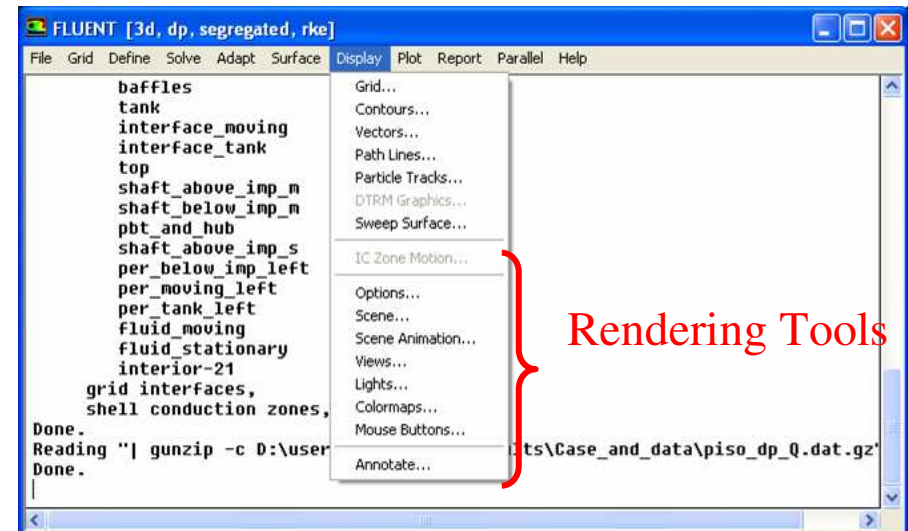 FLUENT [3d, dp, segregated, rke]
File Grid Define Solve Adapt Surface Display Plot Report Parallel Help
baffles
tank
interface_moving
interface_tank
top
shaft_above_imp_m
shaft_below_imp_m
pbt_and_hub
shaft_above_imp_s
per_below_imp_left
per_moving_left
per_tank_left
fluid_moving
fluid_stationary
interior-21
grid interfaces,
shell conduction zones,
Done.
Reading "| gunzip -c D:\user lts\Case_and_data\piso_dp_Q.dat.gz"
Done.
Grid...
Contours...
Vectors...
Path Lines...
Particle Tracks...
DTRM Graphics...
Sweep Surface...
IC Zone Motion...
Options...
Scene...
Scene Animation...
Views...
Lights...
Colormaps...
Mouse Buttons...
Annotate...
Rendering Tools